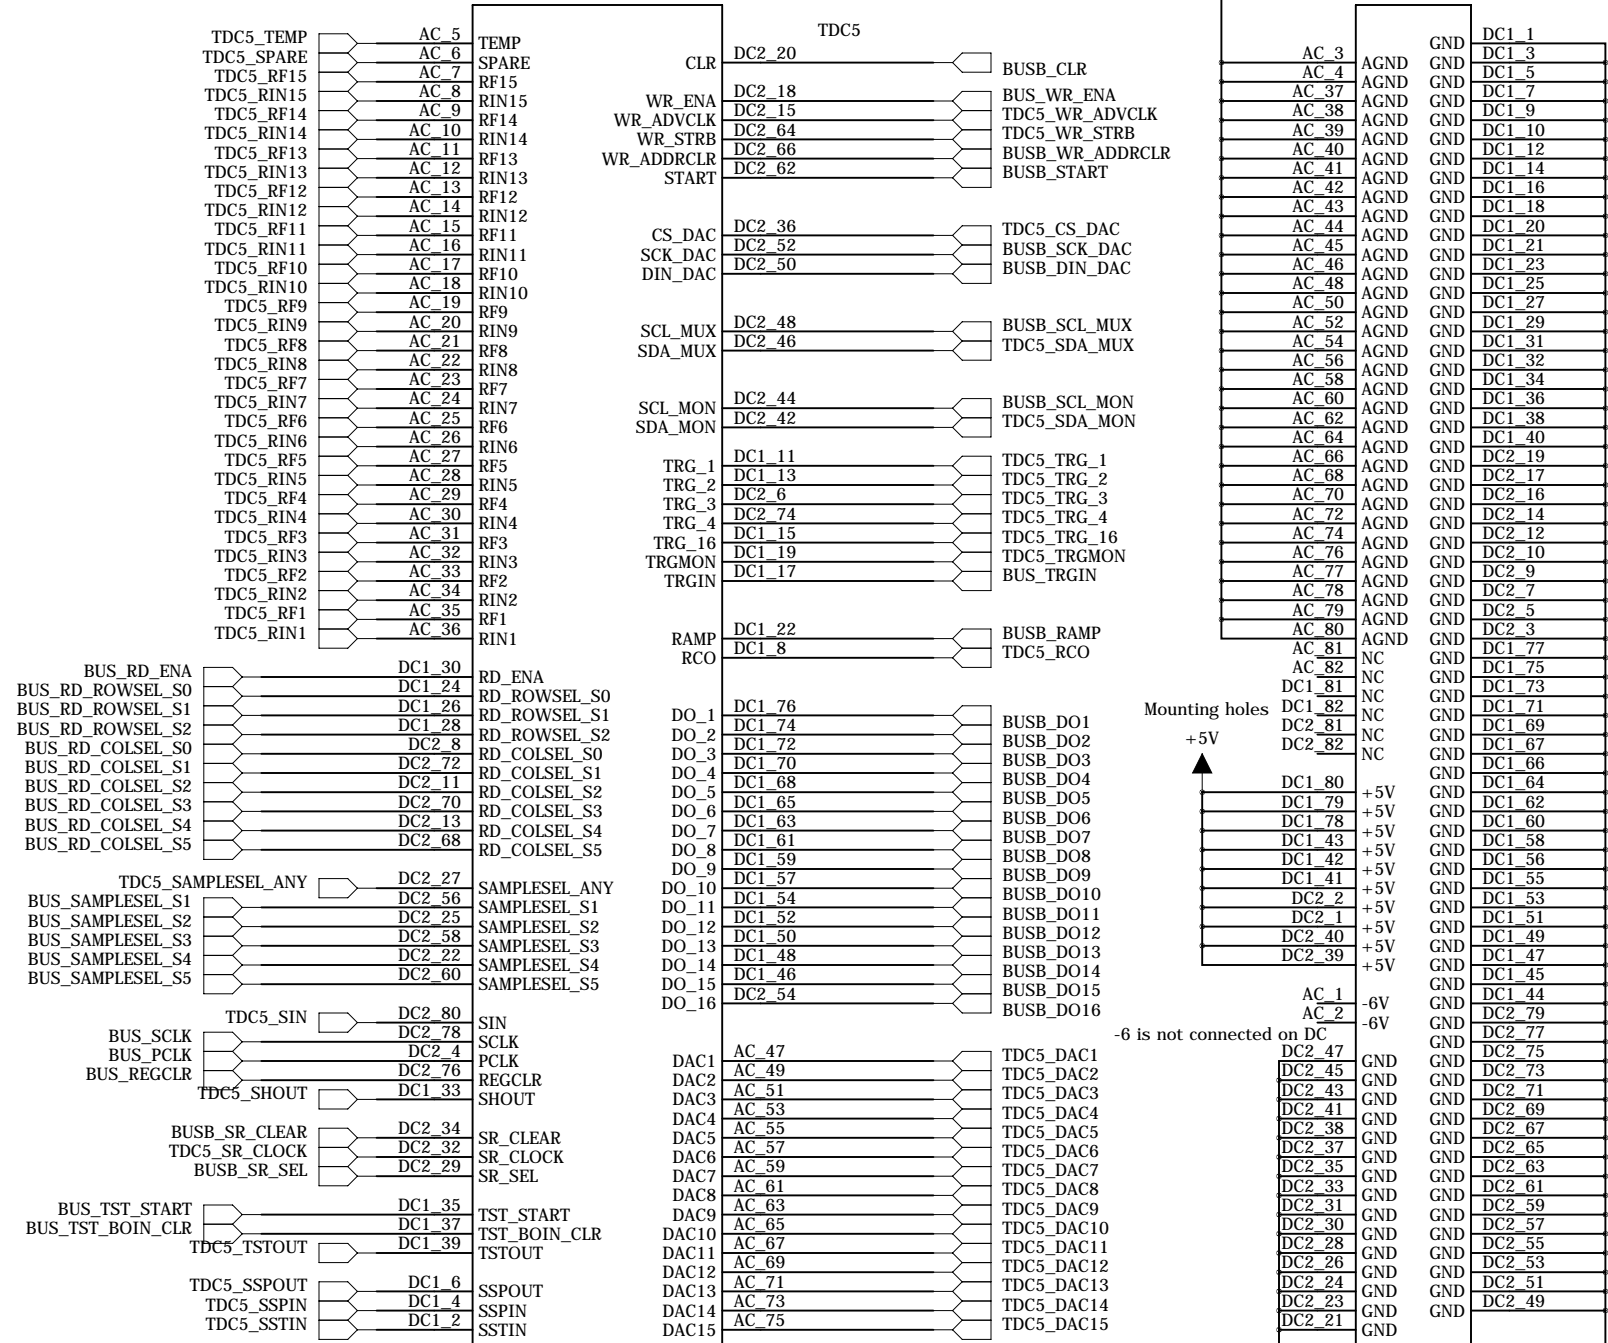 TDC5_TEMP AC_5 TEMP
TDC5_SPARE AC_6 SPARE
TDC5_RF15 AC_7 RF15
TDC5_RIN15 AC_8 RIN15
TDC5_RF14 AC_9 RF14
TDC5_RIN14 AC_10 RIN14
TDC5_RF13 AC_11 RF13
TDC5_RIN13 AC_12 RIN13
TDC5_RF12 AC_13 RF12
TDC5_RIN12 AC_14 RIN12
TDC5_RF11 AC_15 RF11
TDC5_RIN11 AC_16 RIN11
TDC5_RF10 AC_17 RF10
TDC5_RIN10 AC_18 RIN10
TDC5_RF9 AC_19 RF9
TDC5_RIN9 AC_20 RIN9
TDC5_RF8 AC_21 RF8
TDC5_RIN8 AC_22 RIN8
TDC5_RF7 AC_23 RF7
TDC5_RIN7 AC_24 RIN7
TDC5_RF6 AC_25 RF6
TDC5_RIN6 AC_26 RIN6
TDC5_RF5 AC_27 RF5
TDC5_RIN5 AC_28 RIN5
TDC5_RF4 AC_29 RF4
TDC5_RIN4 AC_30 RIN4
TDC5_RF3 AC_31 RF3
TDC5_RIN3 AC_32 RIN3
TDC5_RF2 AC_33 RF2
TDC5_RIN2 AC_34 RIN2
TDC5_RF1 AC_35 RF1
TDC5_RIN1 AC_36 RIN1
BUS_RD_ENA DC1_30 RD_ENA
BUS_RD_ROWSEL_S0 DC1_24 RD_ROWSEL_S0
BUS_RD_ROWSEL_S1 DC1_26 RD_ROWSEL_S1
BUS_RD_ROWSEL_S2 DC1_28 RD_ROWSEL_S2
BUS_RD_COLSEL_S0 DC2_8 RD_COLSEL_S0
BUS_RD_COLSEL_S1 DC2_72 RD_COLSEL_S1
BUS_RD_COLSEL_S2 DC2_11 RD_COLSEL_S2
BUS_RD_COLSEL_S3 DC2_70 RD_COLSEL_S3
BUS_RD_COLSEL_S4 DC2_13 RD_COLSEL_S4
BUS_RD_COLSEL_S5 DC2_68 RD_COLSEL_S5
TDC5_SAMPLESEL_ANY DC2_27 SAMPLESEL_ANY
BUS_SAMPLESEL_S1 DC2_56 SAMPLESEL_S1
BUS_SAMPLESEL_S2 DC2_25 SAMPLESEL_S2
BUS_SAMPLESEL_S3 DC2_58 SAMPLESEL_S3
BUS_SAMPLESEL_S4 DC2_22 SAMPLESEL_S4
BUS_SAMPLESEL_S5 DC2_60 SAMPLESEL_S5
TDC5_SIN DC2_80 SIN
BUS_SCLK DC2_78 SCLK
BUS_PCLK DC2_4 PCLK
BUS_REGCLR DC2_76 REGCLR
TDC5_SHOUT DC1_33 SHOUT
BUSB_SR_CLEAR DC2_34 SR_CLEAR
TDC5_SR_CLOCK DC2_32 SR_CLOCK
BUSB_SR_SEL DC2_29 SR_SEL
BUS_TST_START DC1_35 TST_START
BUS_TST_BOIN_CLR DC1_37 TST_BOIN_CLR
TDC5_TSTOUT DC1_39 TSTOUT
TDC5_SSPOUT DC1_6 SSPOUT
TDC5_SSPIN DC1_4 SSPIN
TDC5_SSTIN DC1_2 SSTIN
TDC5
CLR DC2_20 BUSB_CLR
WR_ENA DC2_18 BUS_WR_ENA
WR_ADVCLK DC2_15 TDC5_WR_ADVCLK
WR_STRB DC2_64 TDC5_WR_STRB
WR_ADDRCLR DC2_66 BUSB_WR_ADDRCLR
START DC2_62 BUSB_START
CS_DAC DC2_36 TDC5_CS_DAC
SCK_DAC DC2_52 BUSB_SCK_DAC
DIN_DAC DC2_50 BUSB_DIN_DAC
SCL_MUX DC2_48 BUSB_SCL_MUX
SDA_MUX DC2_46 TDC5_SDA_MUX
SCL_MON DC2_44 BUSB_SCL_MON
SDA_MON DC2_42 TDC5_SDA_MON
TRG_1 DC1_11 TDC5_TRG_1
TRG_2 DC1_13 TDC5_TRG_2
TRG_3 DC2_6 TDC5_TRG_3
TRG_4 DC2_74 TDC5_TRG_4
TRG_16 DC1_15 TDC5_TRG_16
TRGMON DC1_19 TDC5_TRGMON
TRGIN DC1_17 BUS_TRGIN
RAMP DC1_22 BUSB_RAMP
RCO DC1_8 TDC5_RCO
DO_1 DC1_76 BUSB_DO1
DO_2 DC1_74 BUSB_DO2
DO_3 DC1_72 BUSB_DO3
DO_4 DC1_70 BUSB_DO4
DO_5 DC1_68 BUSB_DO5
DO_6 DC1_65 BUSB_DO6
DO_7 DC1_63 BUSB_DO7
DO_8 DC1_61 BUSB_DO8
DO_9 DC1_59 BUSB_DO9
DO_10 DC1_57 BUSB_DO10
DO_11 DC1_54 BUSB_DO11
DO_12 DC1_52 BUSB_DO12
DO_13 DC1_50 BUSB_DO13
DO_14 DC1_48 BUSB_DO14
DO_15 DC1_46 BUSB_DO15
DO_16 DC2_54 BUSB_DO16
DAC1 AC_47 TDC5_DAC1
DAC2 AC_49 TDC5_DAC2
DAC3 AC_51 TDC5_DAC3
DAC4 AC_53 TDC5_DAC4
DAC5 AC_55 TDC5_DAC5
DAC6 AC_57 TDC5_DAC6
DAC7 AC_59 TDC5_DAC7
DAC8 AC_61 TDC5_DAC8
DAC9 AC_63 TDC5_DAC9
DAC10 AC_65 TDC5_DAC10
DAC11 AC_67 TDC5_DAC11
DAC12 AC_69 TDC5_DAC12
DAC13 AC_71 TDC5_DAC13
DAC14 AC_73 TDC5_DAC14
DAC15 AC_75 TDC5_DAC15
AC_3 AGND
AC_4 AGND
AC_37 AGND
AC_38 AGND
AC_39 AGND
AC_40 AGND
AC_41 AGND
AC_42 AGND
AC_43 AGND
AC_44 AGND
AC_45 AGND
AC_46 AGND
AC_48 AGND
AC_50 AGND
AC_52 AGND
AC_54 AGND
AC_56 AGND
AC_58 AGND
AC_60 AGND
AC_62 AGND
AC_64 AGND
AC_66 AGND
AC_68 AGND
AC_70 AGND
AC_72 AGND
AC_74 AGND
AC_76 AGND
AC_77 AGND
AC_78 AGND
AC_79 AGND
AC_80 AGND
AC_81 NC
AC_82 NC
DC1_81 NC
Mounting holes DC1_82 NC
DC2_81 NC
+5V DC2_82 NC
DC1_80 +5V
DC1_79 +5V
DC1_78 +5V
DC1_43 +5V
DC1_42 +5V
DC1_41 +5V
DC2_2 +5V
DC2_1 +5V
DC2_40 +5V
DC2_39 +5V
AC_1 -6V
AC_2 -6V
-6 is not connected on DC
DC2_47 GND
DC2_45 GND
DC2_43 GND
DC2_41 GND
DC2_38 GND
DC2_37 GND
DC2_35 GND
DC2_33 GND
DC2_31 GND
DC2_30 GND
DC2_28 GND
DC2_26 GND
DC2_24 GND
DC2_23 GND
DC2_21 GND
GND DC1_1
GND DC1_3
GND DC1_5
GND DC1_7
GND DC1_9
GND DC1_10
GND DC1_12
GND DC1_14
GND DC1_16
GND DC1_18
GND DC1_20
GND DC1_21
GND DC1_23
GND DC1_25
GND DC1_27
GND DC1_29
GND DC1_31
GND DC1_32
GND DC1_34
GND DC1_36
GND DC1_38
GND DC1_40
GND DC2_19
GND DC2_17
GND DC2_16
GND DC2_14
GND DC2_12
GND DC2_10
GND DC2_9
GND DC2_7
GND DC2_5
GND DC2_3
GND DC1_77
GND DC1_75
GND DC1_73
GND DC1_71
GND DC1_69
GND DC1_67
GND DC1_66
GND DC1_64
GND DC1_62
GND DC1_60
GND DC1_58
GND DC1_56
GND DC1_55
GND DC1_53
GND DC1_51
GND DC1_49
GND DC1_47
GND DC1_45
GND DC1_44
GND DC2_79
GND DC2_77
GND DC2_75
GND DC2_73
GND DC2_71
GND DC2_69
GND DC2_67
GND DC2_65
GND DC2_63
GND DC2_61
GND DC2_59
GND DC2_57
GND DC2_55
GND DC2_53
GND DC2_51
GND DC2_49